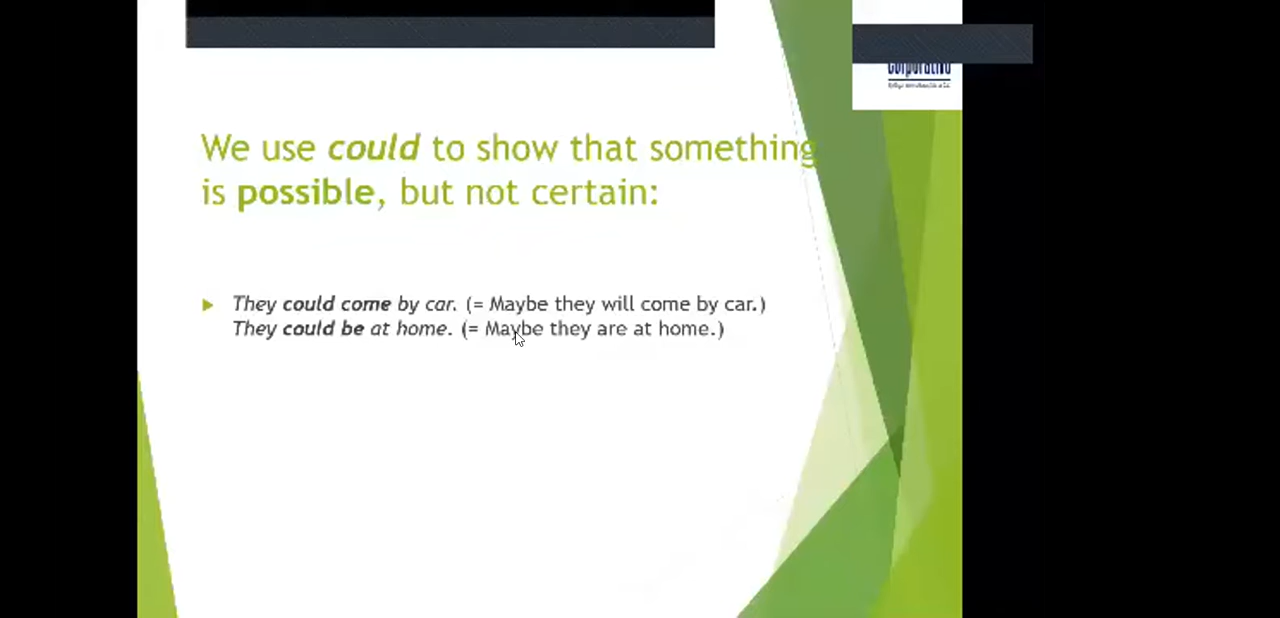 We use could to show that something
is possible, but not certain:
They could come by car. (= Maybe they will come by car.)
They could be at home. (= Maybe they are at home.)